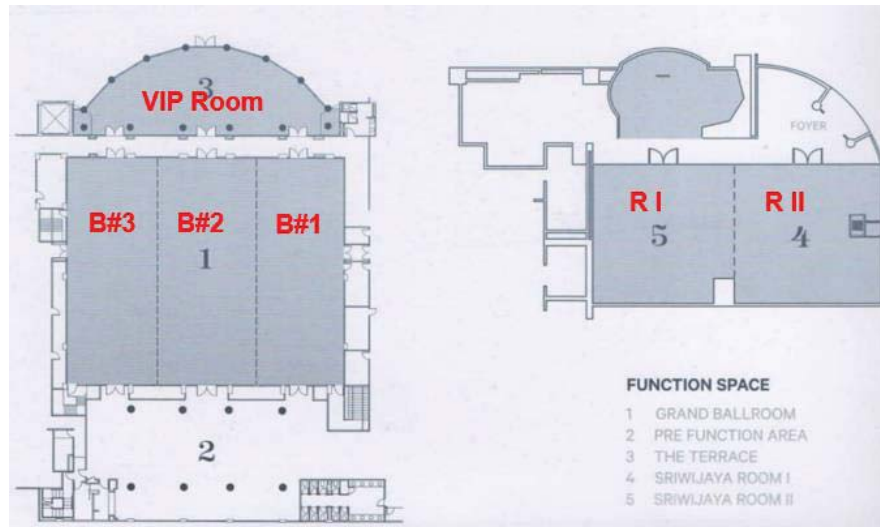 3
VIP Room
B#3
B#2
B#1
1
2
FOYER
R I
R II
5
4
FUNCTION SPACE
1 GRAND BALLROOM
2 PRE FUNCTION AREA
3 THE TERRACE
4 SRIWIJAYA ROOM I
5 SRIWIJAYA ROOM II